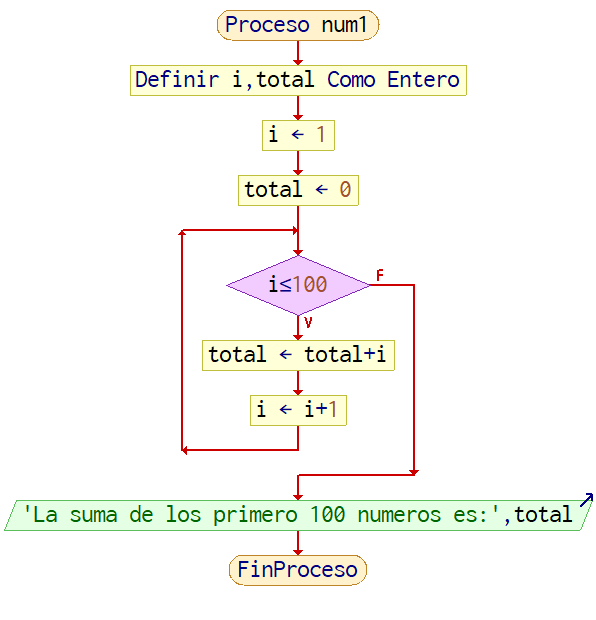 Proceso num1
Definir i,total Como Entero
i ← 1
total ← 0
i≤100
F
V
total ← total+i
i ← i+1
'La suma de los primero 100 numeros es:',total
FinProceso